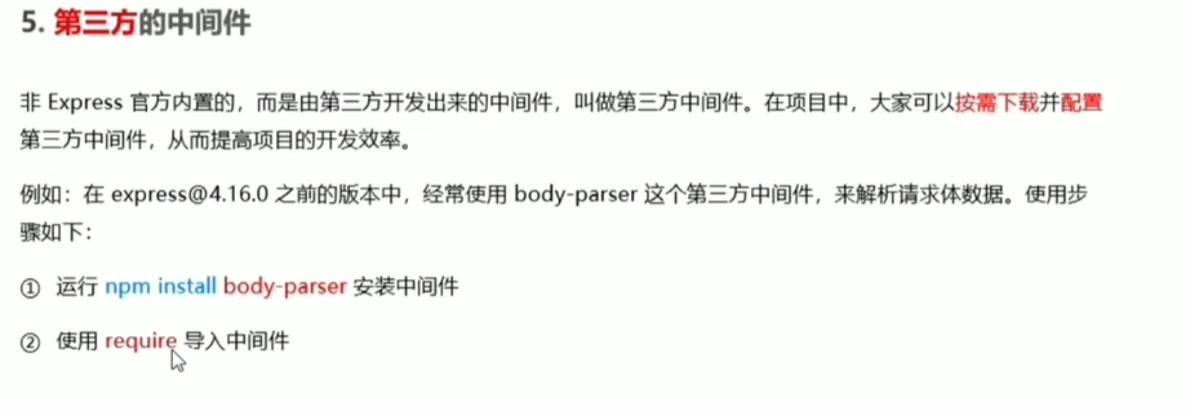 5. 第三方的中间件
非 Express 官方内置的，而是由第三方开发出来的中间件，叫做第三方中间件。在项目中，大家可以按需下载并配置
第三方中间件，从而提高项目的开发效率。
例如：在 express@4.16.0 之前的版本中，经常使用 body-parser 这个第三方中间件，来解析请求体数据。使用步
骤如下：
① 运行 npm install body-parser 安装中间件
② 使用 require 导入中间件